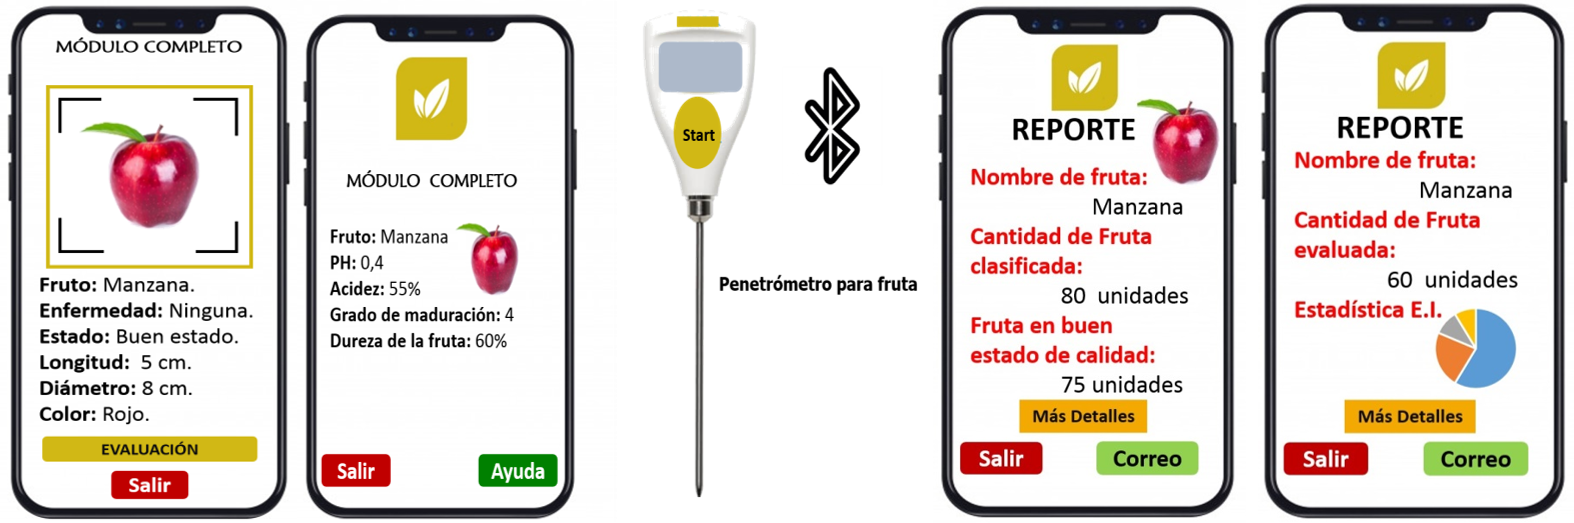 MÓDULO COMPLETO
Fruto: Manzana.
Enfermedad: Ninguna.
Estado: Buen estado.
Longitud: 5 cm.
Diámetro: 8 cm.
Color: Rojo.
EVALUACIÓN
Salir
MÓDULO COMPLETO
Fruto: Manzana
PH: 0,4
Acidez: 55%
Grado de maduración: 4
Dureza de la fruta: 60%
Salir
Ayuda
Start
Penetrómetro para fruta
REPORTE
Nombre de fruta:
Manzana
Cantidad de Fruta
clasificada:
80 unidades
Fruta en buen
estado de calidad:
75 unidades
Más Detalles
Salir
Correo
REPORTE
Nombre de fruta:
Manzana
Cantidad de Fruta
evaluada:
60 unidades
Estadística E.I.
Más Detalles
Salir
Correo